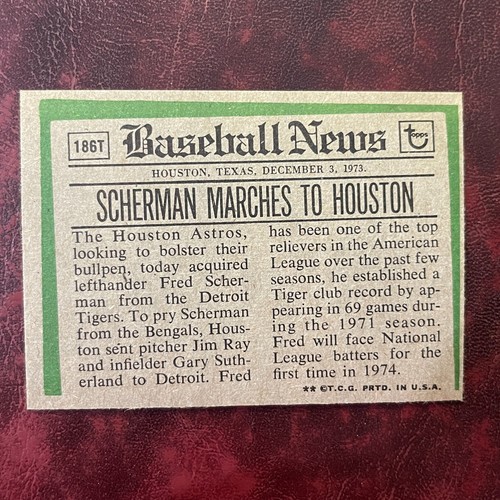 186T
Baseball News
topps
HOUSTON, TEXAS, DECEMBER 3, 1973.
SCHERMAN MARCHES TO HOUSTON
The Houston Astros,
looking to bolster their
bullpen, today acquired
lefthander Fred Scher-
man from the Detroit
Tigers. To pry Scherman
from the Bengals, Hous-
ton sent pitcher Jim Ray
and infielder Gary Suth-
erland to Detroit. Fred
has been one of the top
relievers in the American
League over the past few
seasons, he established a
Tiger club record by ap-
pearing in 69 games dur-
ing the 1971 season.
Fred will face National
League batters for the
first time in 1974.
** ©T.C.G. PRTD. IN U.S.A.